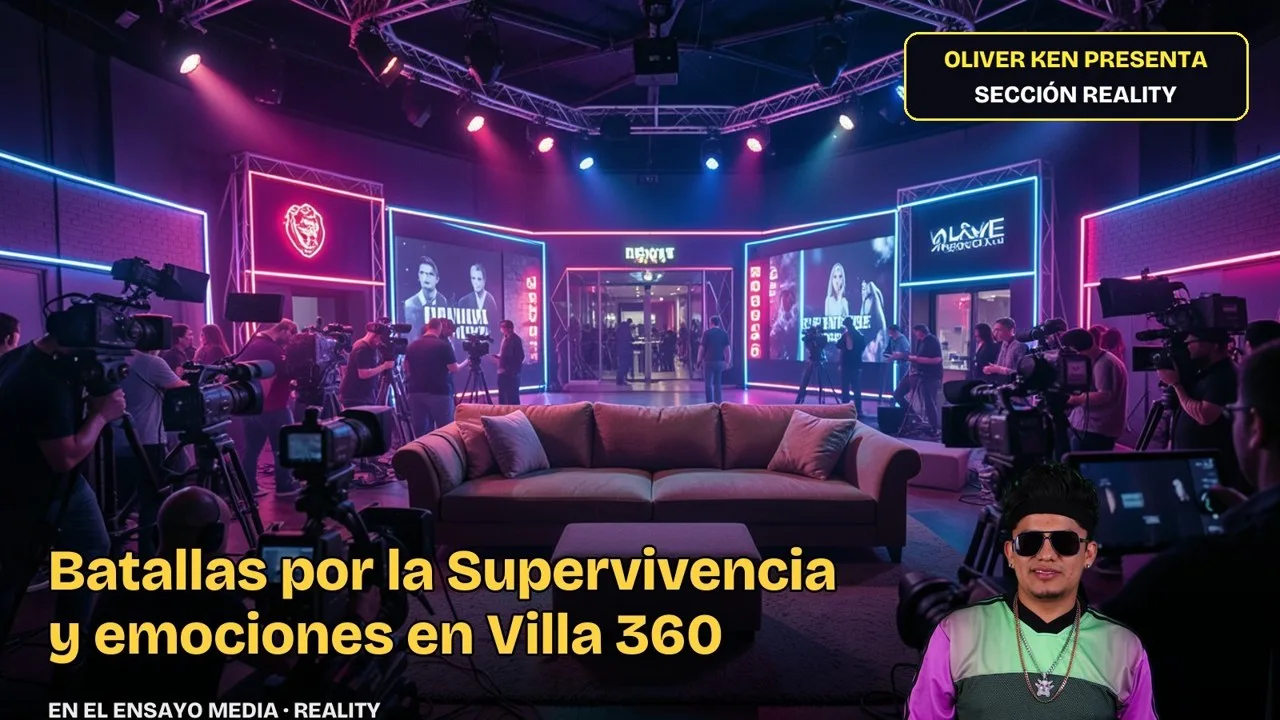 OLIVER KEN PRESENTA
SECCIÓN REALITY
Batallas por la Supervivencia
y emociones en Villa 360
EN EL ENSAYO MEDIA · REALITY